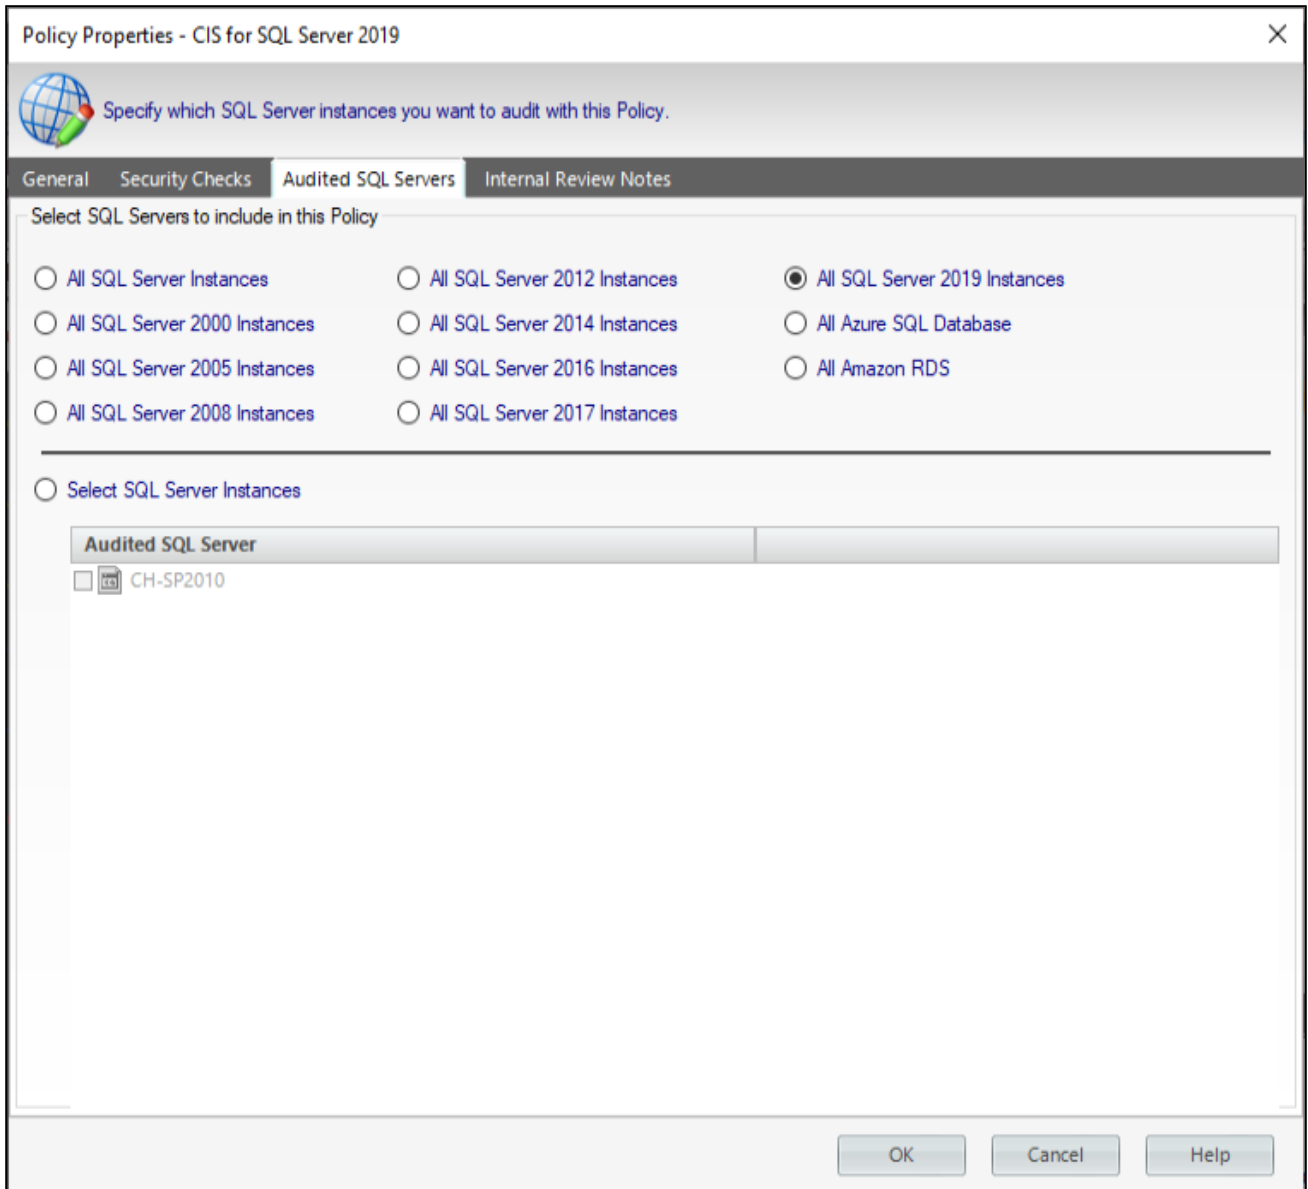 Policy Properties - CIS for SQL Server 2019
Specify which SQL Server instances you want to audit with this Policy.
General Security Checks Audited SQL Servers Internal Review Notes
Select SQL Servers to include in this Policy
All SQL Server Instances All SQL Server 2012 Instances All SQL Server 2019 Instances
All SQL Server 2000 Instances All SQL Server 2014 Instances All Azure SQL Database
All SQL Server 2005 Instances All SQL Server 2016 Instances All Amazon RDS
All SQL Server 2008 Instances All SQL Server 2017 Instances
Select SQL Server Instances
Audited SQL Server
CH-SP2010
OK Cancel Help